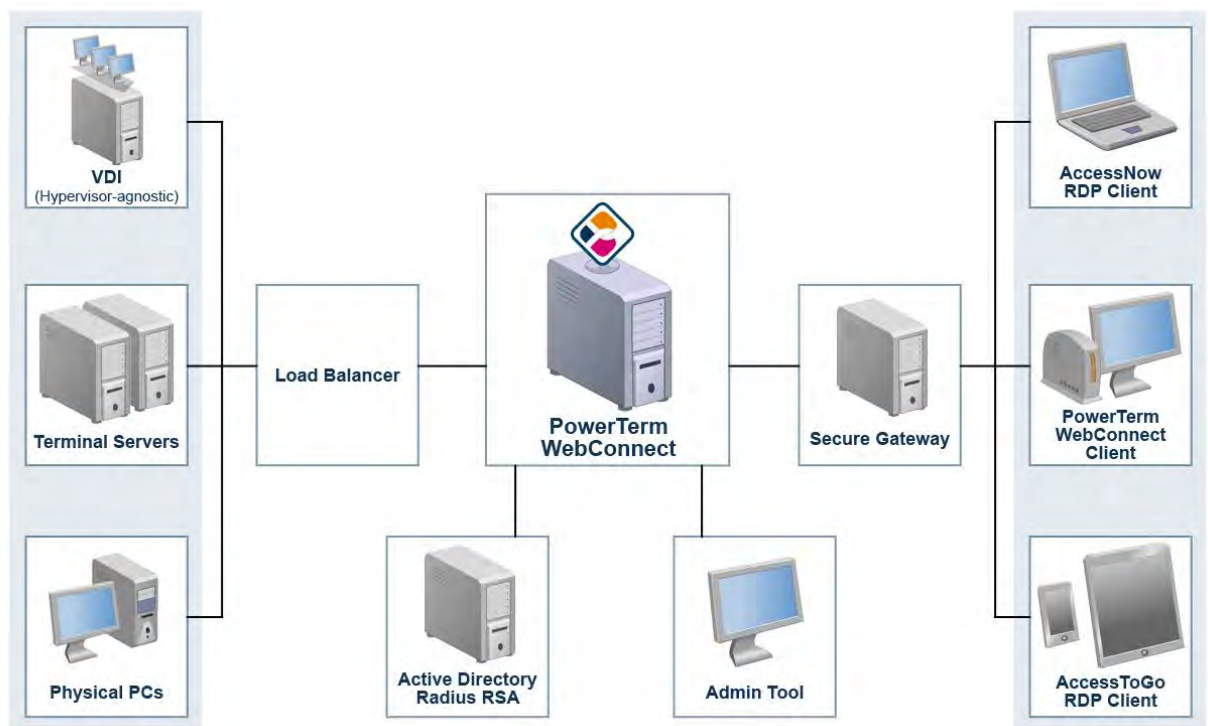 VDI
(Hypervisor-agnostic)
Terminal Servers
Physical PCs
Load Balancer
PowerTerm
WebConnect
Active Directory
Radius RSA
Admin Tool
Secure Gateway
AccessNow
RDP Client
PowerTerm
WebConnect
Client
AccessToGo
RDP Client